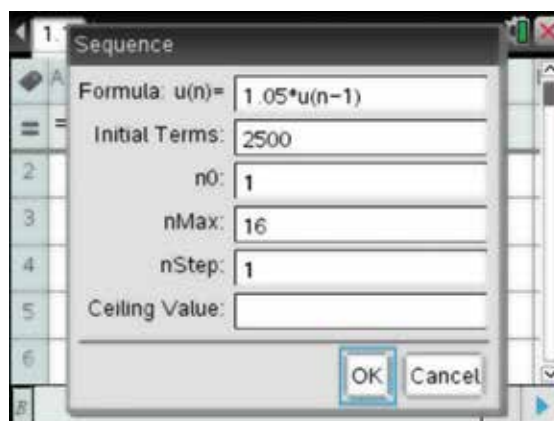 1.
Sequence
A
Formula: u(n)= 1.05*u(n−1)
= =
Initial Terms: 2500
2
n0: 1
3
nMax: 16
4
nStep: 1
5
Ceiling Value:
6
OK Cancel
B